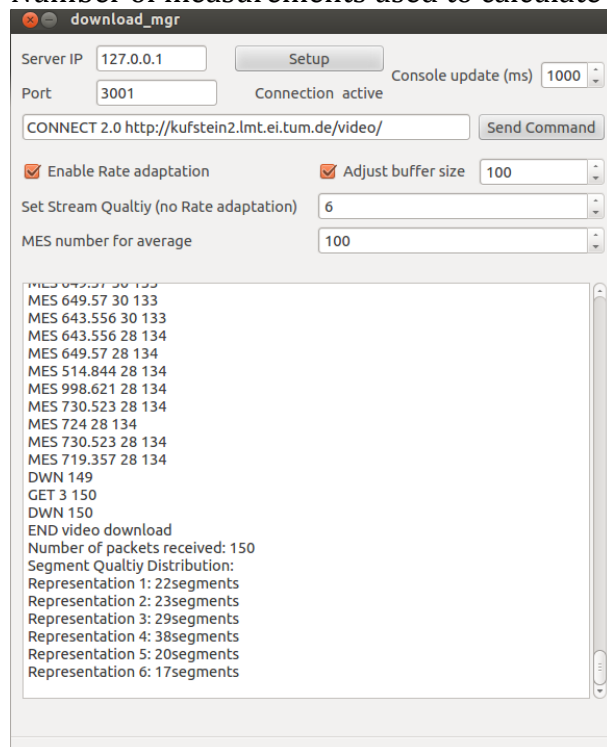 Number of measurements used to calculate
download_mgr
Server IP 127.0.0.1 Setup
Console update (ms) 1000
Port 3001 Connection active
CONNECT 2.0 http://kufstein2.lmt.ei.tum.de/video/ Send Command
Enable Rate adaptation Adjust buffer size 100
Set Stream Qualtiy (no Rate adaptation) 6
MES number for average 100
MES 649.57 30 133
MES 649.57 30 133
MES 643.556 30 133
MES 643.556 28 134
MES 649.57 28 134
MES 514.844 28 134
MES 998.621 28 134
MES 730.523 28 134
MES 724 28 134
MES 730.523 28 134
MES 719.357 28 134
DWN 149
GET 3 150
DWN 150
END video download
Number of packets received: 150
Segment Qualtiy Distribution:
Representation 1: 22segments
Representation 2: 23segments
Representation 3: 29segments
Representation 4: 38segments
Representation 5: 20segments
Representation 6: 17segments